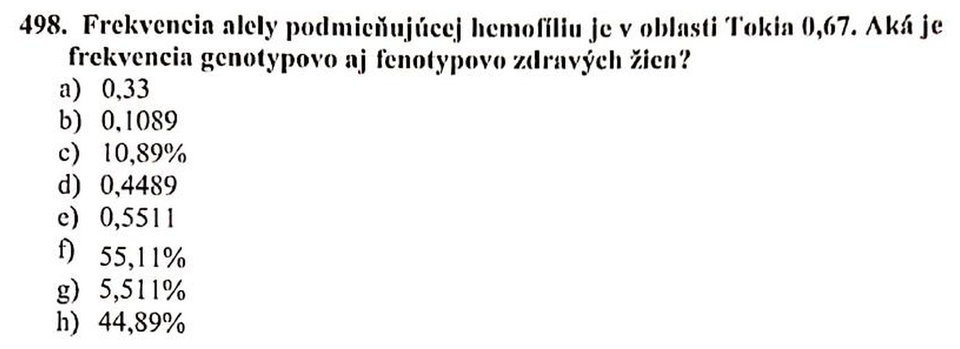 498. Frekvencia alely podmieňujúcej hemofíliu je v oblasti Tokia 0,67. Aká je
frekvencia genotypovo aj fenotypovo zdravých žien?
a) 0,33
b) 0,1089
c) 10,89%
d) 0,4489
e) 0,5511
f) 55,11%
g) 5,511%
h) 44,89%